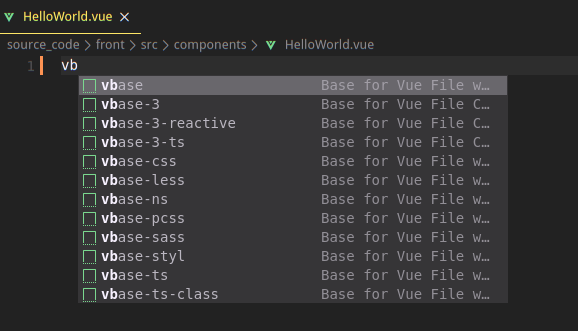 HelloWorld.vue
source_code > front > src > components > HelloWorld.vue
1 vb
vbase Base for Vue File w…
vbase-3 Base for Vue File C…
vbase-3-reactive Base for Vue File C…
vbase-3-ts Base for Vue File C…
vbase-css Base for Vue File w…
vbase-less Base for Vue File w…
vbase-ns Base for Vue File w…
vbase-pcss Base for Vue File w…
vbase-sass Base for Vue File w…
vbase-styl Base for Vue File w…
vbase-ts Base for Vue File w…
vbase-ts-class Base for Vue File w…